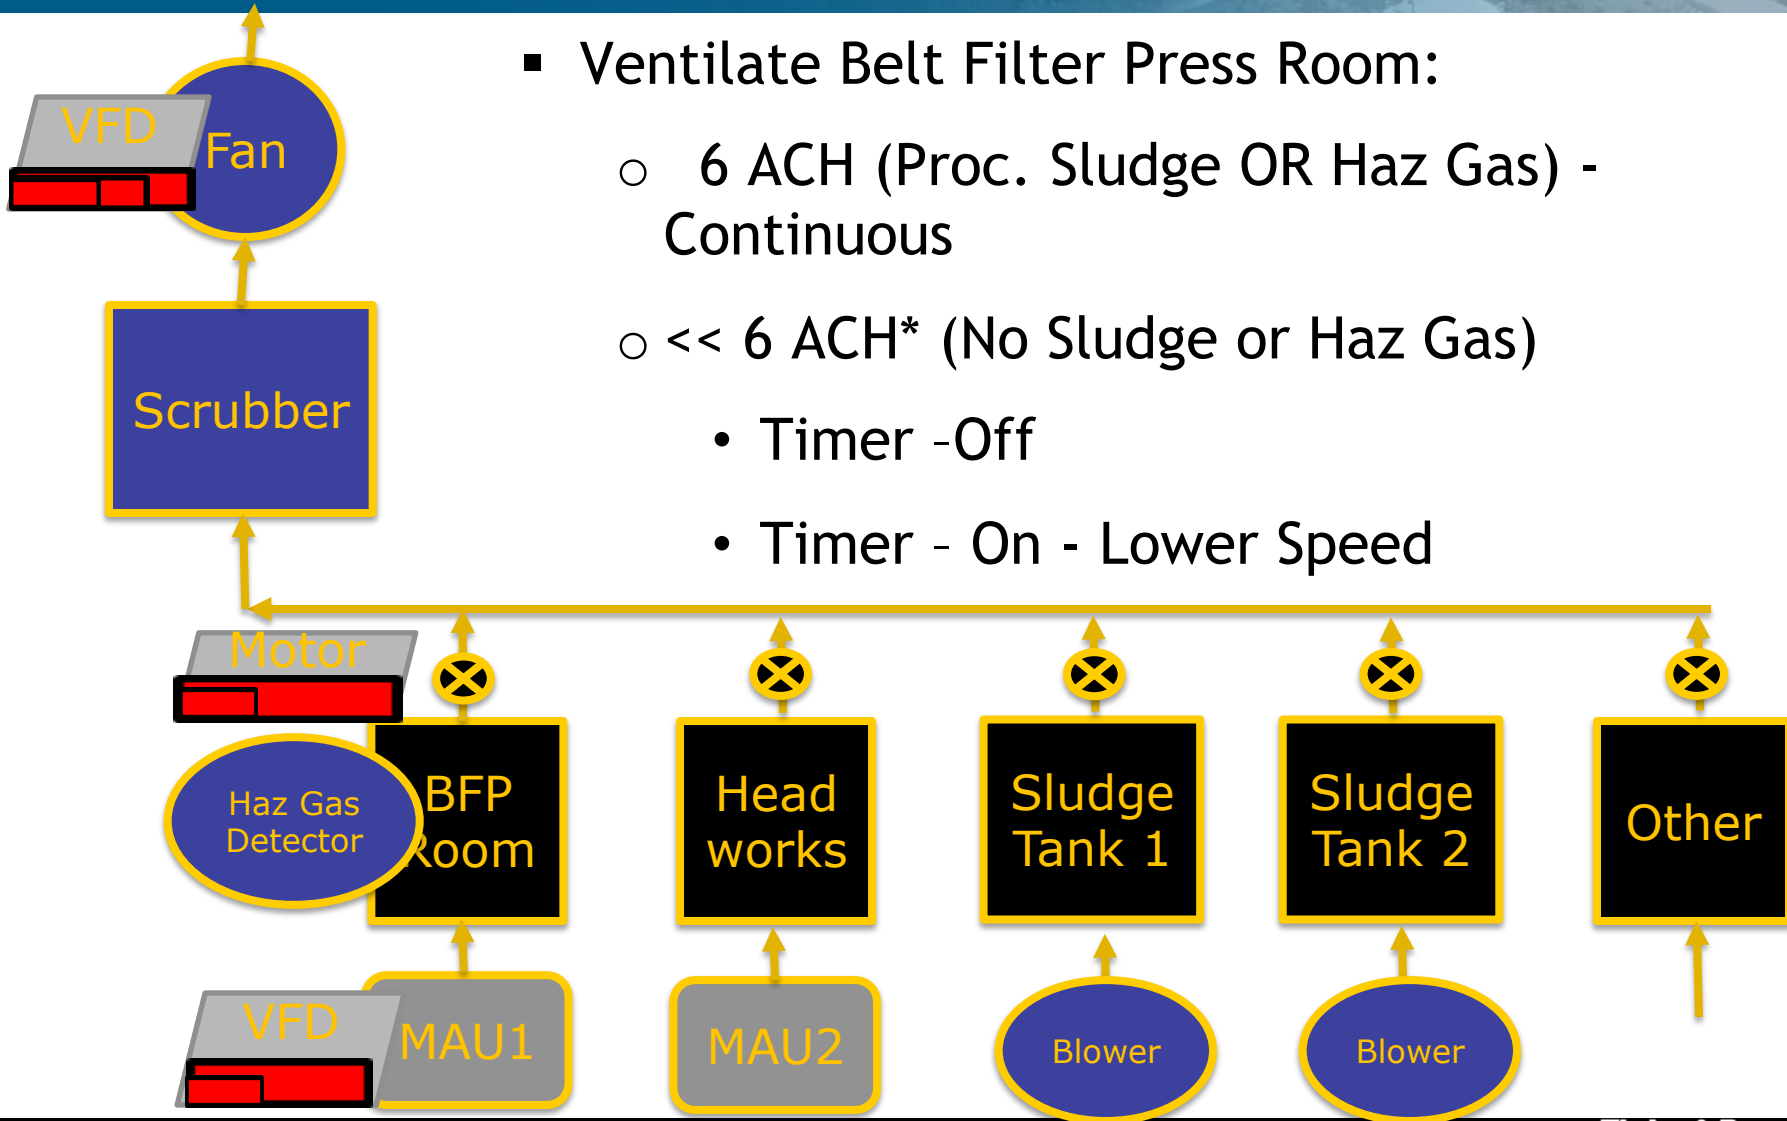 ▪ Ventilate Belt Filter Press Room:
o 6 ACH (Proc. Sludge OR Haz Gas) -
Continuous
o << 6 ACH* (No Sludge or Haz Gas)
• Timer –Off
• Timer – On - Lower Speed
VFD
Fan
Scrubber
Motor
Haz Gas
Detector
BFP
Room
Head
works
Sludge
Tank 1
Sludge
Tank 2
Other
VFD
MAU1
MAU2
Blower
Blower